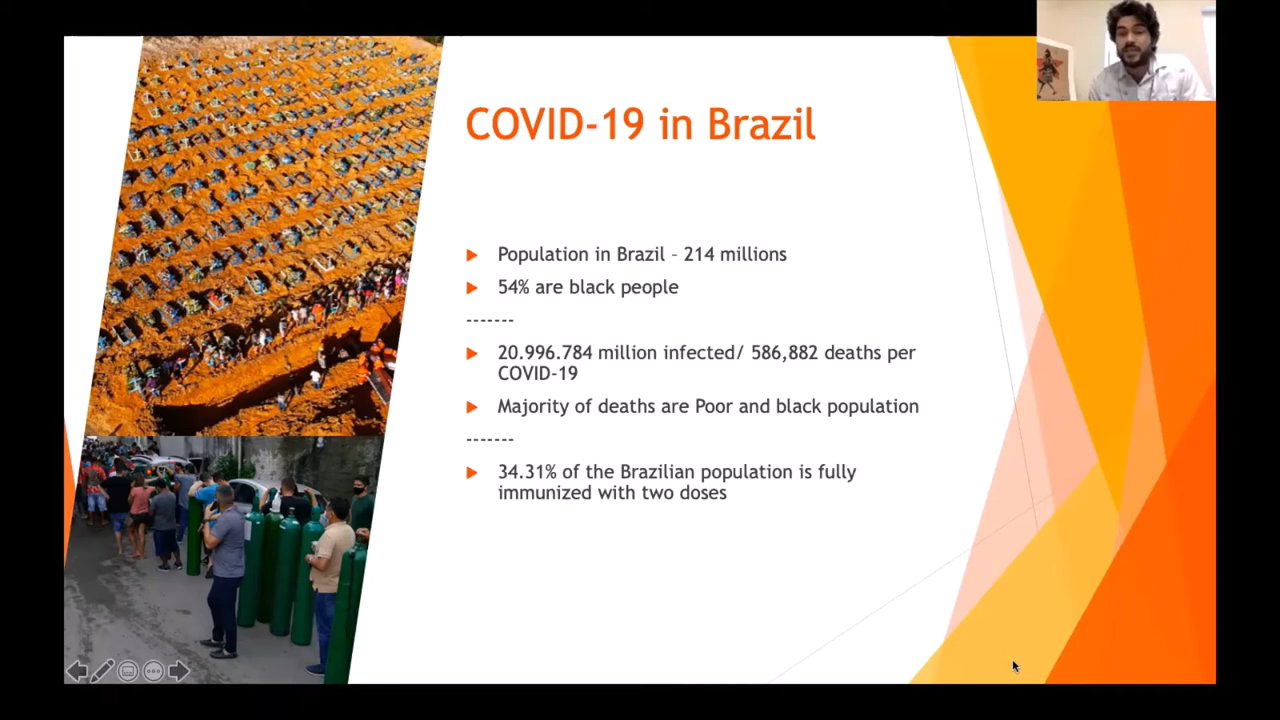 COVID-19 in Brazil
Population in Brazil – 214 millions
54% are black people
-------
20.996.784 million infected/ 586,882 deaths per
COVID-19
Majority of deaths are Poor and black population
-------
34.31% of the Brazilian population is fully
immunized with two doses